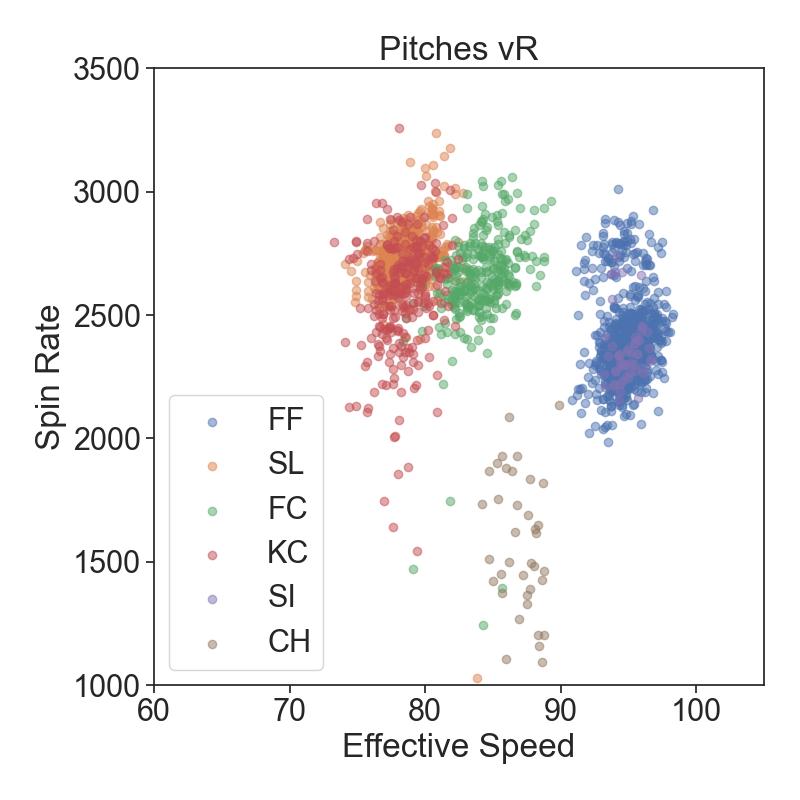 Pitches vR
3500
3000
2500
2000
1500
1000
Spin Rate
FF
SL
FC
KC
SI
CH
60 70 80 90 100
Effective Speed